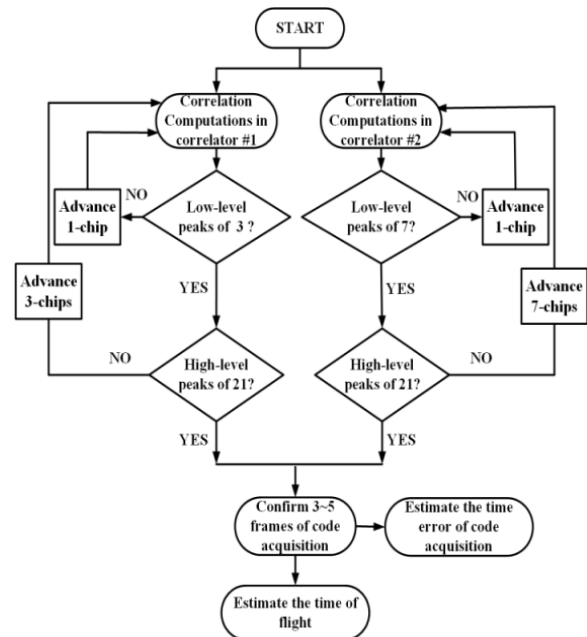 START
Correlation
Computations in
correlator #1
Correlation
Computations in
correlator #2
NO
NO
Advance
1-chip
Low-level
peaks of 3 ?
Low-level
peaks of 7?
Advance
1-chip
Advance
3-chips
YES
YES
Advance
7-chips
NO
High-level
peaks of 21?
High-level
peaks of 21?
NO
YES
YES
Confirm 3~5
frames of code
acquisition
Estimate the time
error of code
acquisition
Estimate the time of
flight